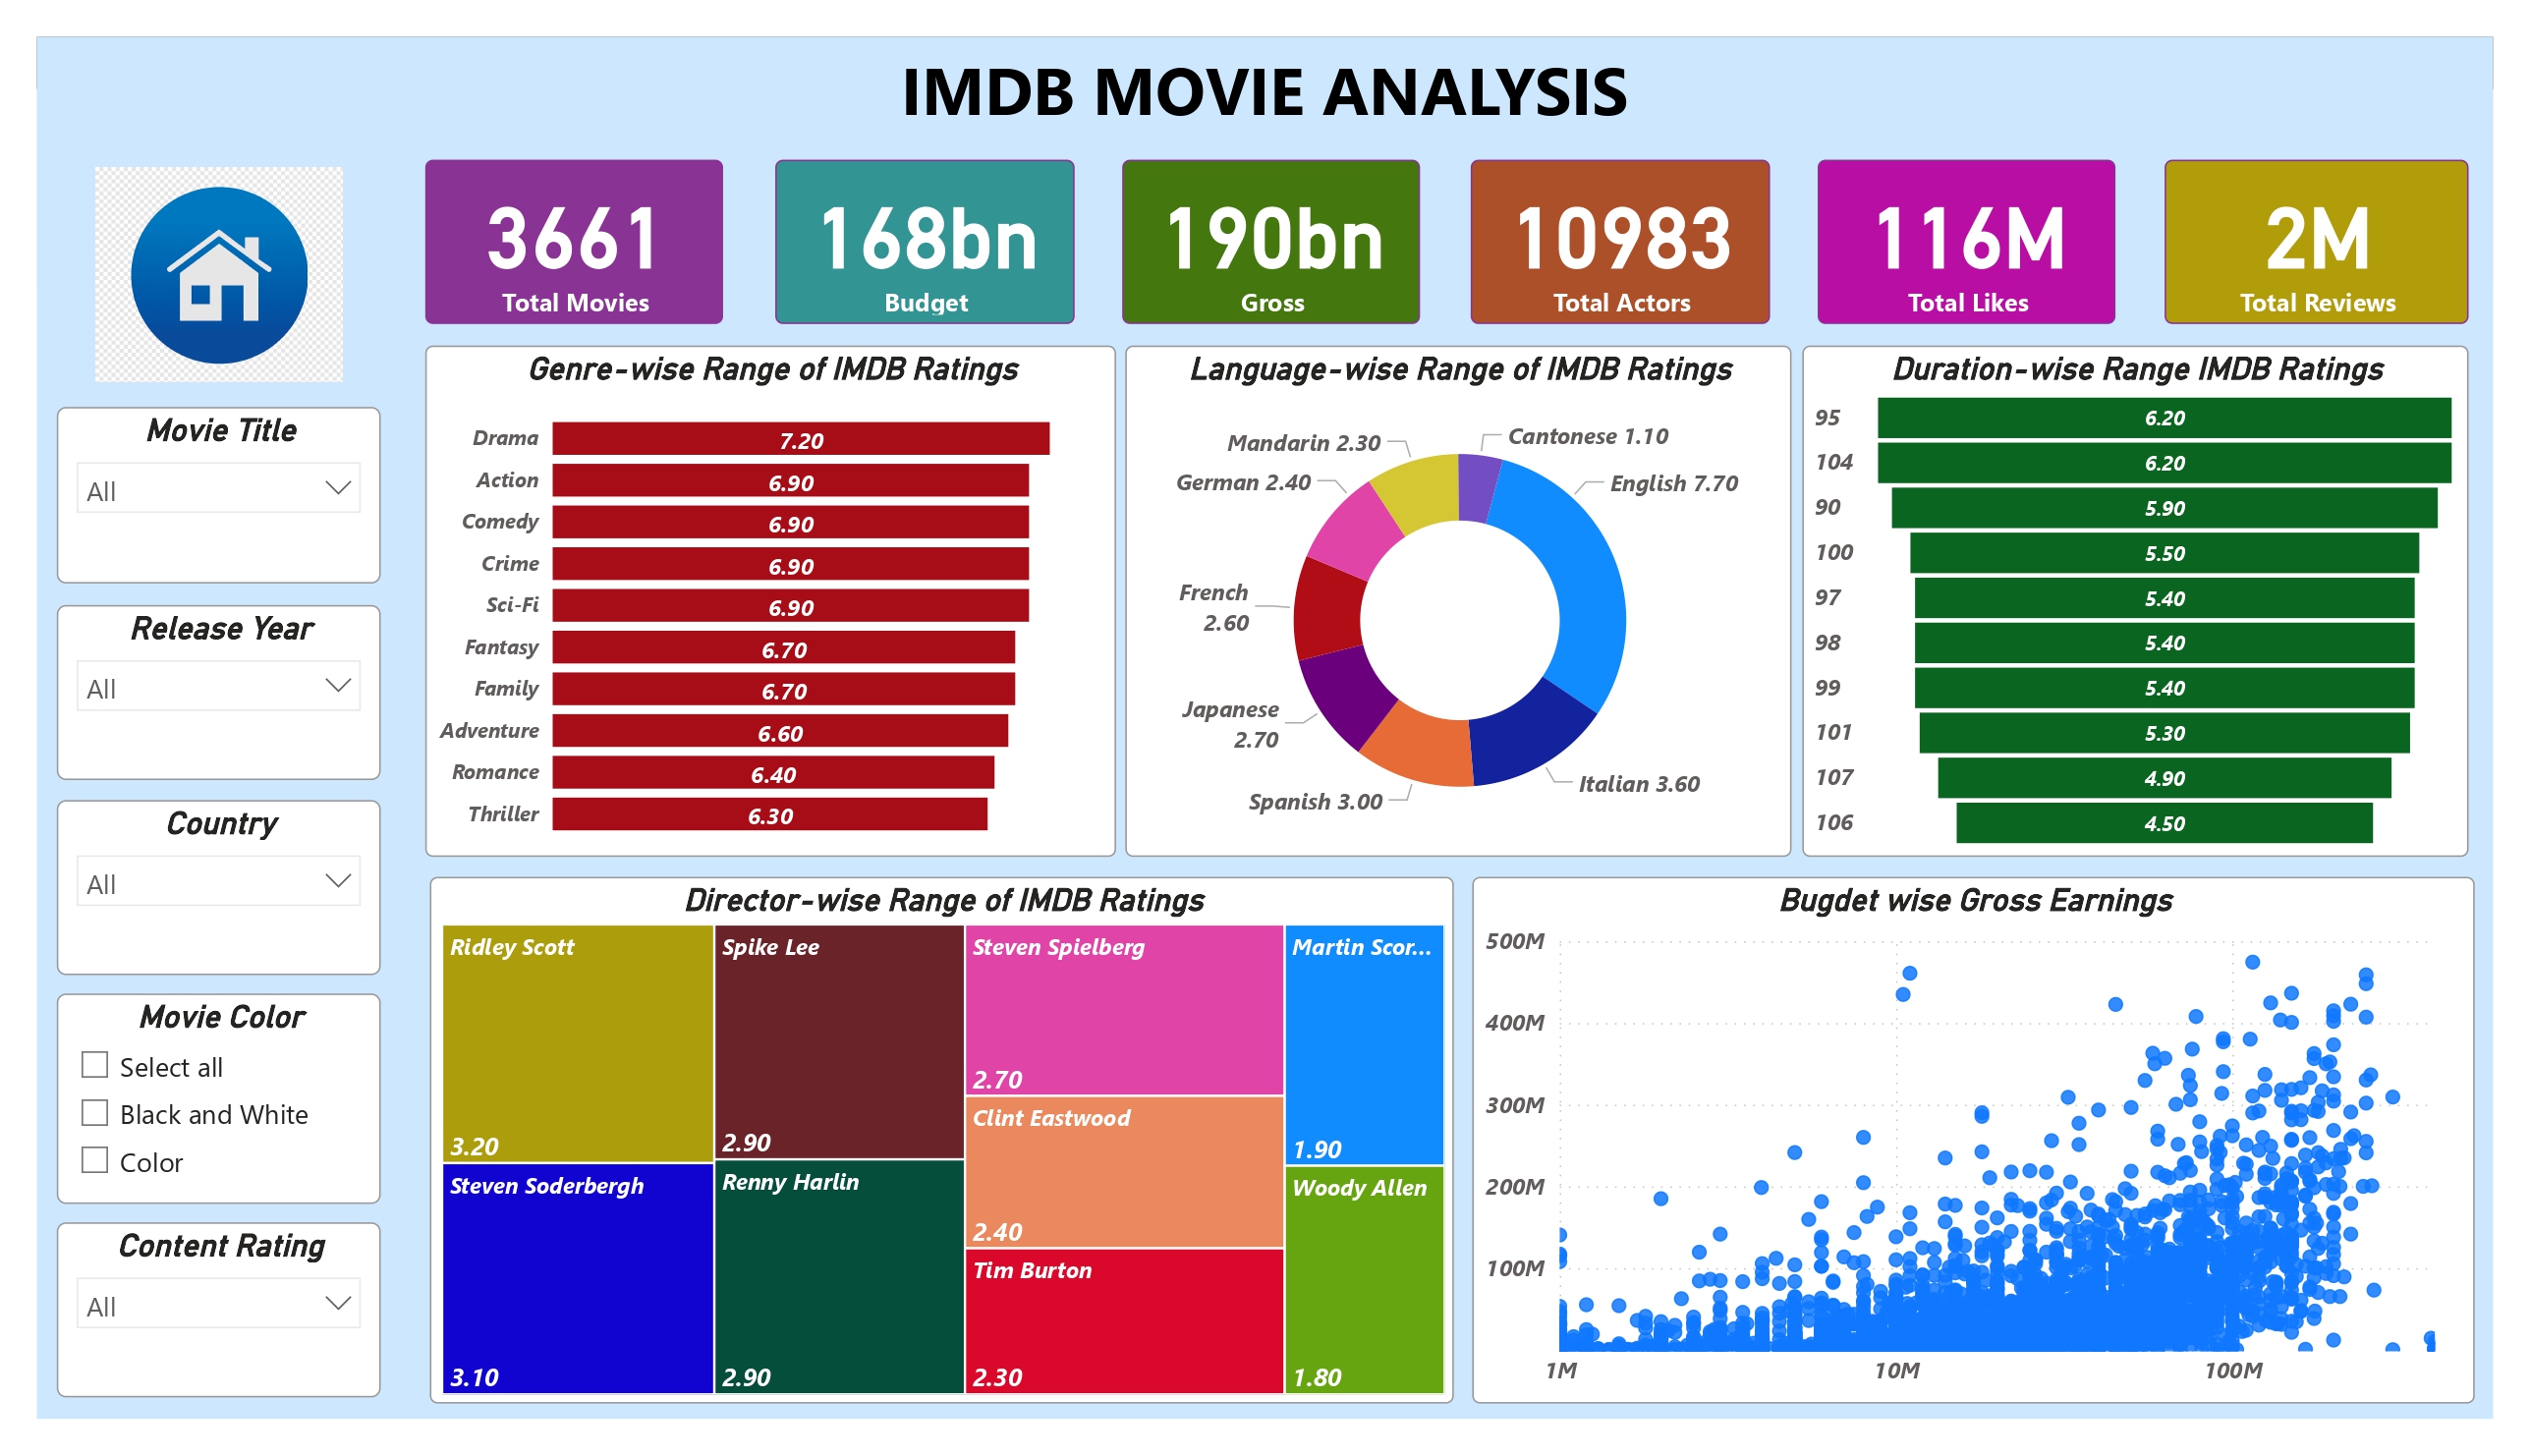 IMDB MOVIE ANALYSIS
3661
Total Movies
168bn
Budget
190bn
Gross
10983
Total Actors
116M
Total Likes
2M
Total Reviews
Movie Title
All
Release Year
All
Country
All
Movie Color
Select all
Black and White
Color
Content Rating
All
Genre-wise Range of IMDB Ratings
Drama 7.20
Action 6.90
Comedy 6.90
Crime 6.90
Sci-Fi 6.90
Fantasy 6.70
Family 6.70
Adventure 6.60
Romance 6.40
Thriller 6.30
Language-wise Range of IMDB Ratings
Cantonese 1.10
English 7.70
Italian 3.60
Spanish 3.00
Japanese
2.70
French
2.60
German 2.40
Mandarin 2.30
Duration-wise Range IMDB Ratings
95 6.20
104 6.20
90 5.90
100 5.50
97 5.40
98 5.40
99 5.40
101 5.30
107 4.90
106 4.50
Director-wise Range of IMDB Ratings
Ridley Scott
3.20
Steven Soderbergh
3.10
Spike Lee
2.90
Renny Harlin
2.90
Steven Spielberg
2.70
Clint Eastwood
2.40
Tim Burton
2.30
Martin Scor...
1.90
Woody Allen
1.80
Bugdet wise Gross Earnings
500M
400M
300M
200M
100M
1M 10M 100M